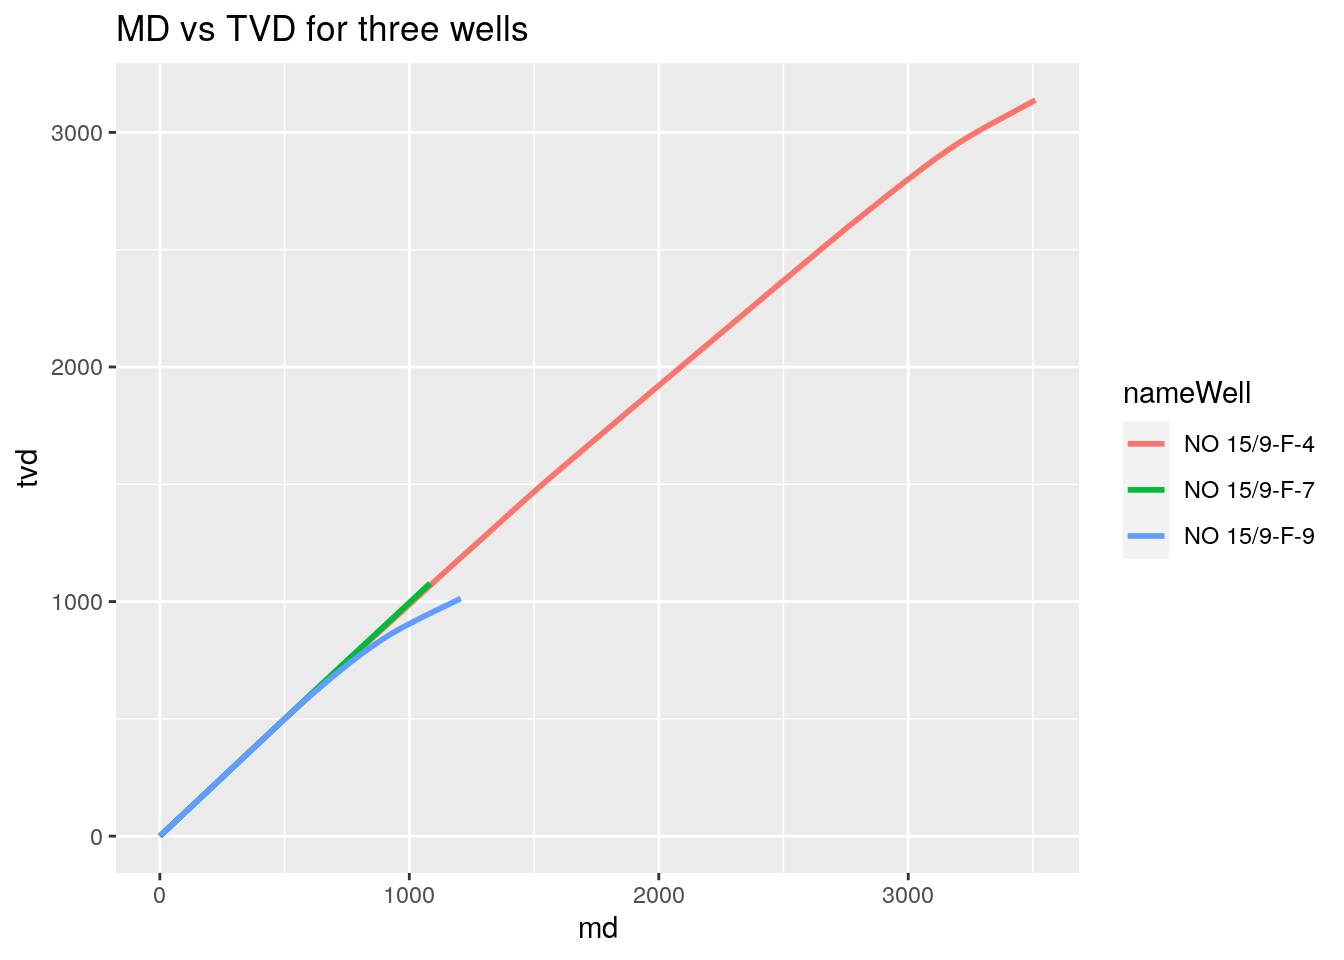 MD vs TVD for three wells
3000
2000
1000
0
tvd
0 1000 2000 3000
md
nameWell
NO 15/9-F-4
NO 15/9-F-7
NO 15/9-F-9